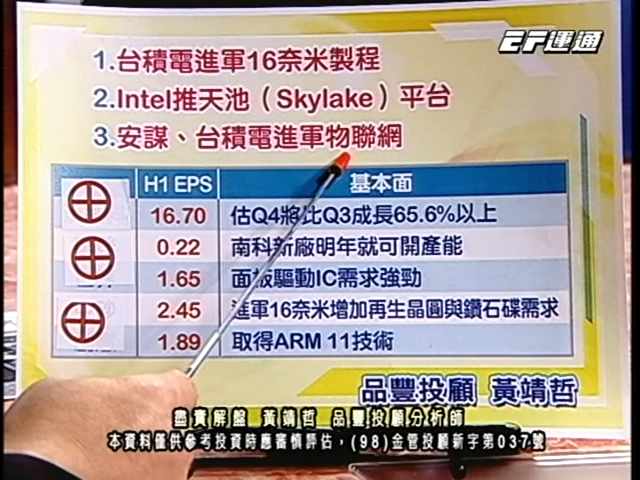 EF運通
1.台積電進軍16奈米製程
2.Intel推天池（Skylake）平台
3.安謀、台積電進軍物聯網
H1 EPS 基本面
16.70 估Q4將比Q3成長65.6%以上
0.22 南科新廠明年就可開產能
1.65 面板驅動IC需求強勁
2.45 進軍16奈米增加再生晶圓與鑽石碟需求
1.89 取得ARM 11技術
品豐投顧 黃靖哲
盡實解盤 黃靖哲 品豐投顧分析師
本資料僅供參考投資時應審慎評估，(98)金管投顧新字第037號